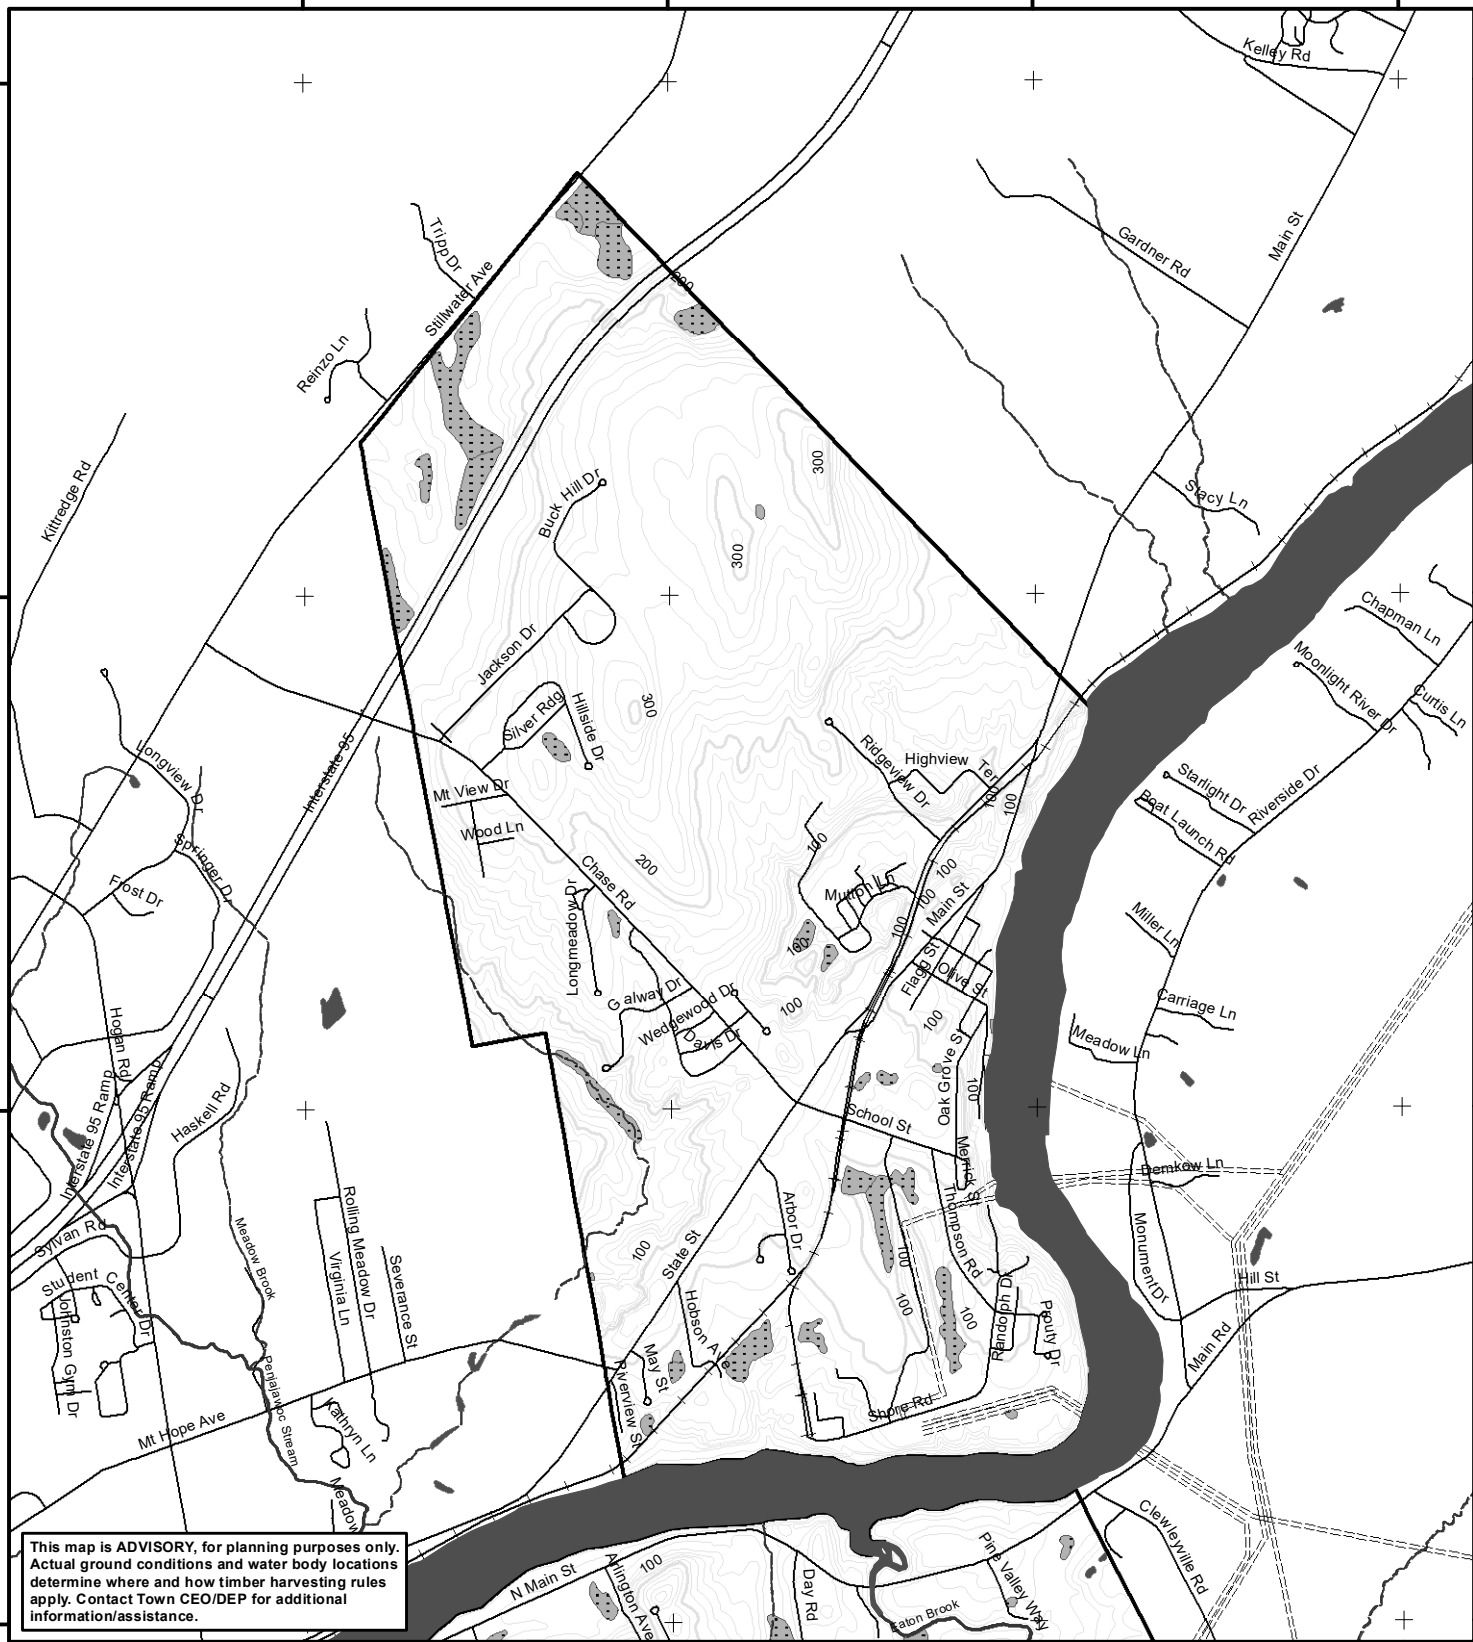 Kelley Rd
Main St
Gardner Rd
Tripp Dr
Stillwater Ave
200
Reinzo Ln
Kittredge Rd
300
Buck Hill Dr
Stacy Ln
300
Chapman Ln
Jackson Dr
Moonlight River Dr
Curtis Ln
Silver Rdg
Hillside Dr
300
Longview Dr
Interstate 95
Ridgeview Dr
Highview Ter
Starlight Dr
Riverside Dr
Boat Launch Rd
Mt View Dr
100
100
Wood Ln
Springer Dr
100
200
Chase Rd
100
Frost Dr
Mutton Ln
100
Main St
Longmeadow Dr
100
Miller Ln
160
Flagg St
Olive St
Galway Dr
Wedgewood Dr
100
Carriage Ln
Hogan Rd
Davis Dr
100
Meadow Ln
Oak Grove St
100
Interstate 95 Ramp
Interstate 95 Ramp
Haskell Rd
School St
Merrick St
Demkow Ln
Rolling Meadow Dr
Arbor Dr
Thompson Rd
Sylvan Rd
Meadow Brook
Virginia Ln
Severance St
100
State St
100
Monument Dr
Student Center Dr
Johnston Gym Dr
Hobson Ave
100
100
Randolph Dr
Prouty Dr
Hill St
Main Rd
May St
Riverview St
Penjajawoc Stream
Kathryn Ln
Mt Hope Ave
Shore Rd
Meadow
Clewleyville Rd
Pine Valley Way
N Main St
Arlington Ave
100
Day Rd
Eaton Brook
This map is ADVISORY, for planning purposes only.
Actual ground conditions and water body locations
determine where and how timber harvesting rules
apply. Contact Town CEO/DEP for additional
information/assistance.